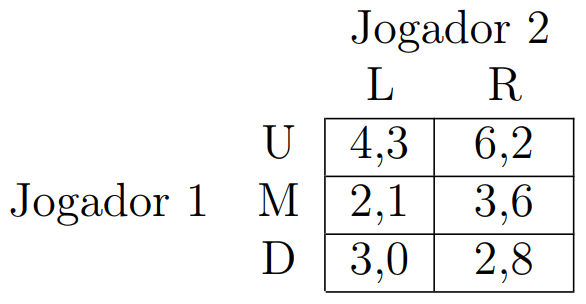 Jogador 2
L R
U 4,3 6,2
Jogador 1 M 2,1 3,6
D 3,0 2,8